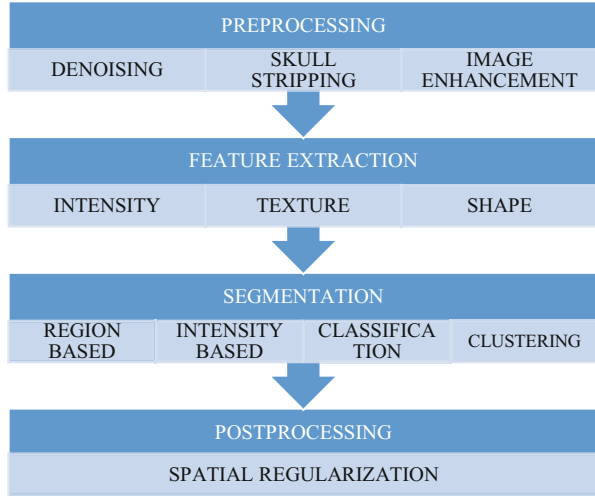 PREPROCESSING
DENOISING
SKULL
STRIPPING
IMAGE
ENHANCEMENT
FEATURE EXTRACTION
INTENSITY
TEXTURE
SHAPE
SEGMENTATION
REGION
BASED
INTENSITY
BASED
CLASSIFICA
TION
CLUSTERING
POSTPROCESSING
SPATIAL REGULARIZATION